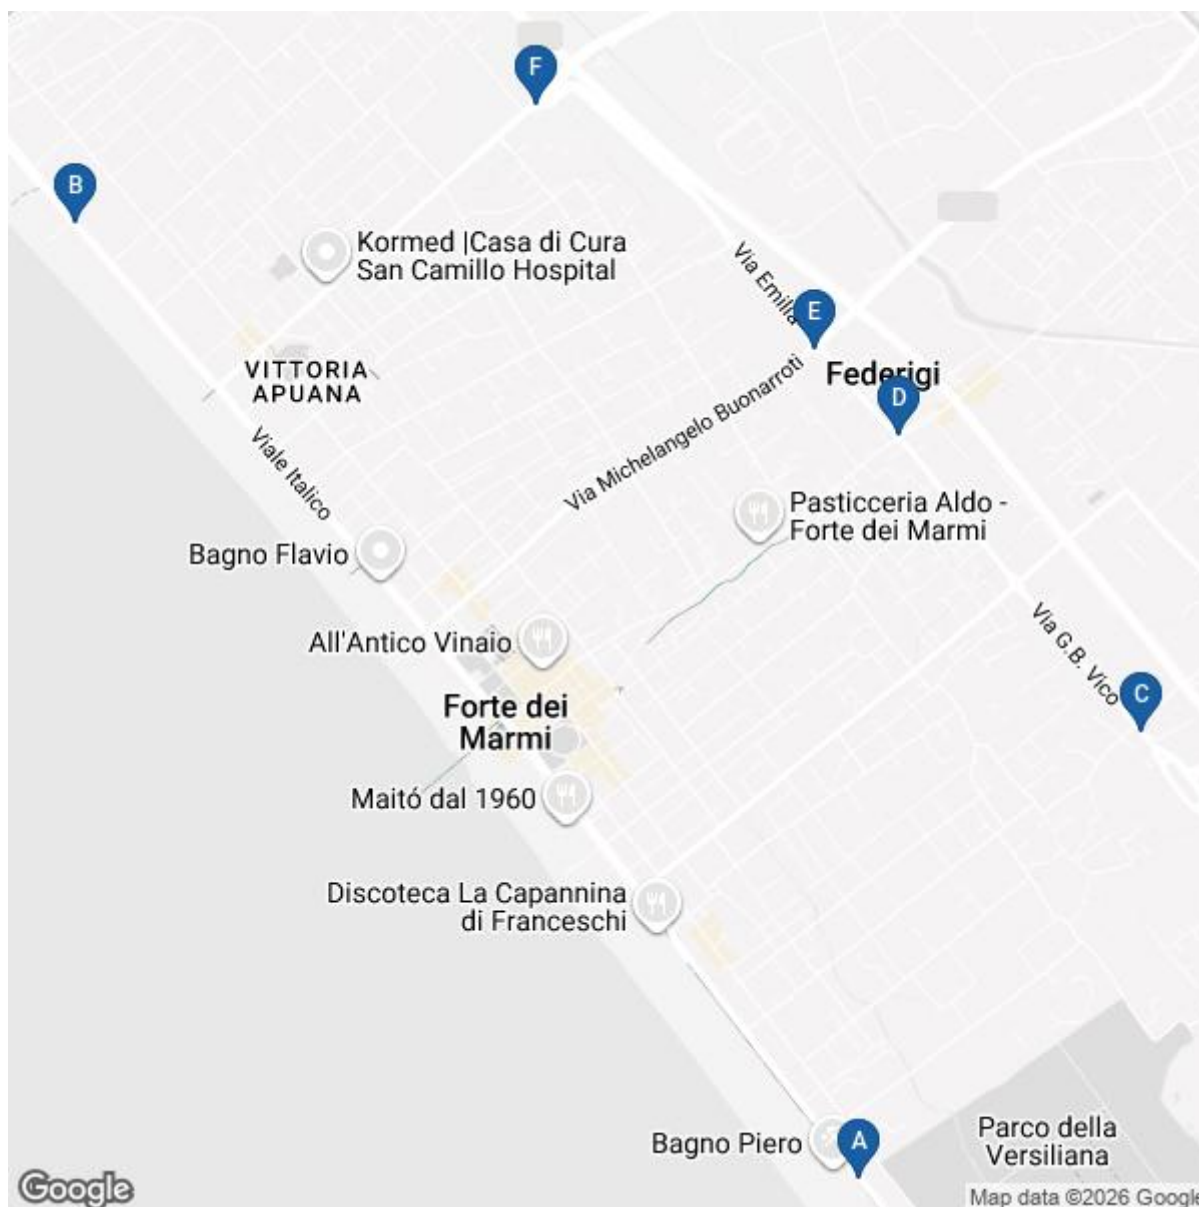 F
B
Kormed |Casa di Cura
San Camillo Hospital
Via Emilia
E
VITTORIA
APUANA
Federigi
D
Via Michelangelo Buonarroti
Viale Italico
Pasticceria Aldo -
Forte dei Marmi
Bagno Flavio
All'Antico Vinaio
Via G.B. Vico
C
Forte dei
Marmi
Maitó dal 1960
Discoteca La Capannina
di Franceschi
Bagno Piero
A
Parco della
Versiliana
Google
Map data ©2026 Google